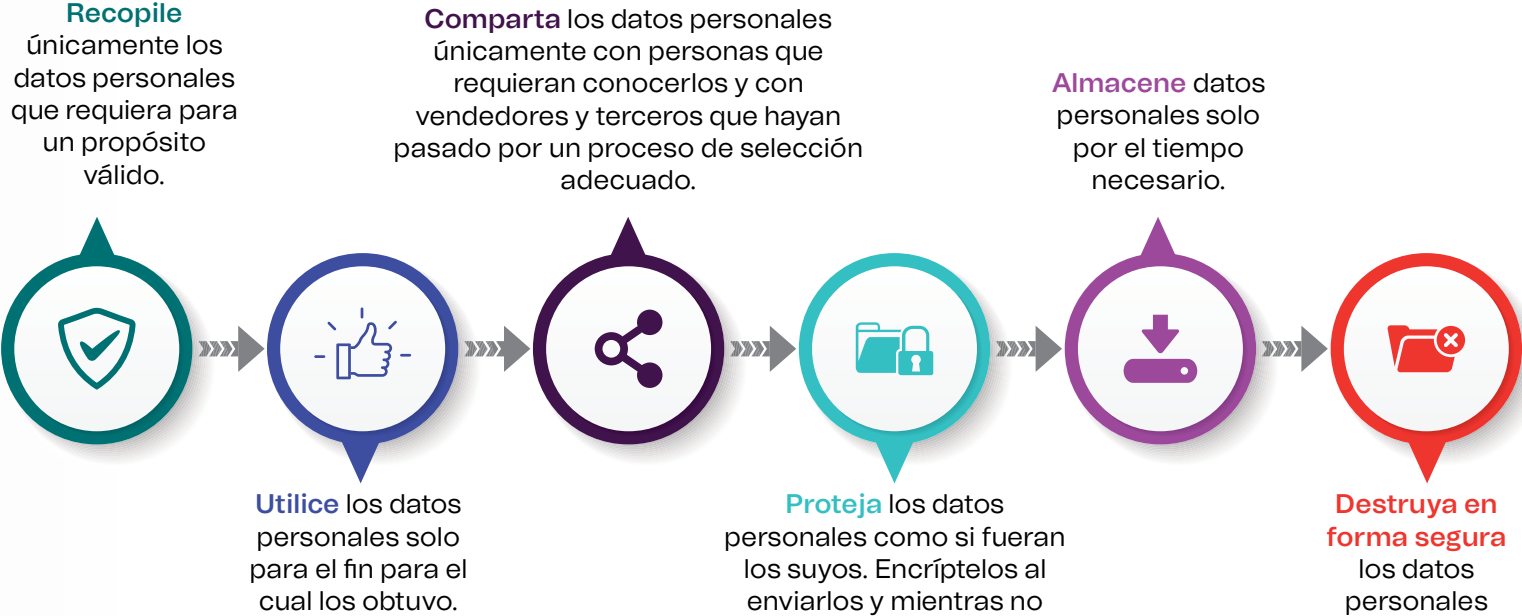 Recopile
únicamente los
datos personales
que requiera para
un propósito
válido.
Utilice los datos
personales solo
para el fin para el
cual los obtuvo.
Comparta los datos personales
únicamente con personas que
requieran conocerlos y con
vendedores y terceros que hayan
pasado por un proceso de selección
adecuado.
Proteja los datos
personales como si fueran
los suyos. Encríptelos al
enviarlos y mientras no
Almacene datos
personales solo
por el tiempo
necesario.
Destruya en
forma segura
los datos
personales